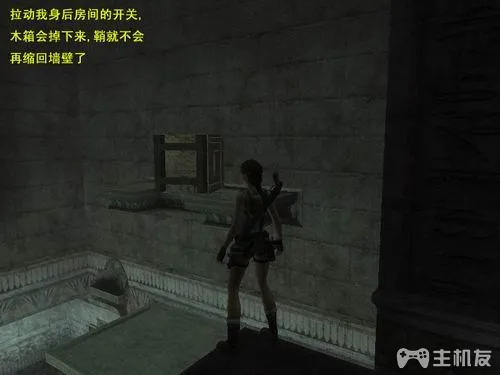 拉动我身后房间的开关,
木箱会掉下来,鞘就不会
再缩回墙壁了
主机友